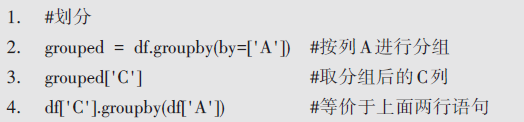 1. #划分
2. grouped = df.groupby(by=['A']) #按列A进行分组
3. grouped['C'] #取分组后的C列
4. df['C'].groupby(df['A']) #等价于上面两行语句